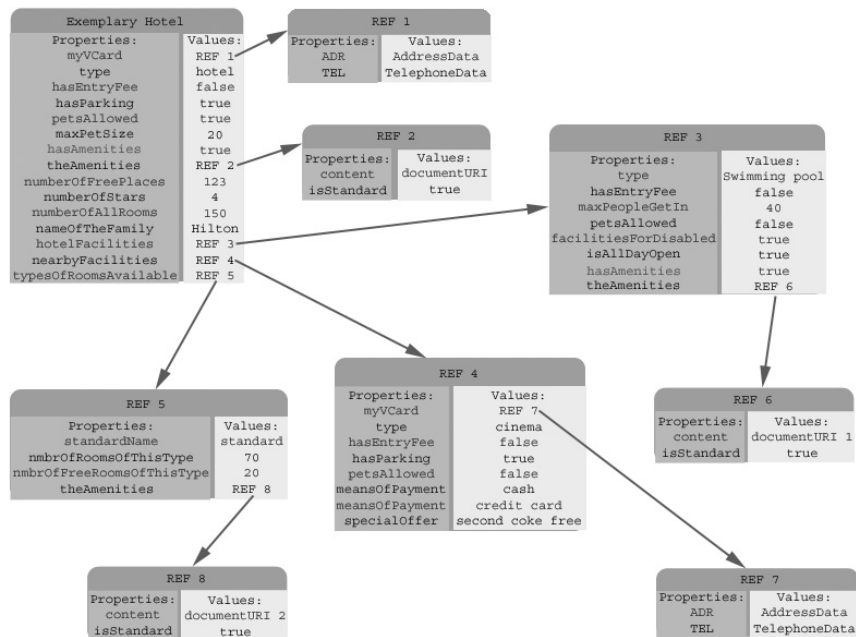 Exemplary Hotel
Properties: Values:
myVCard REF 1
type hotel
hasEntryFee false
hasParking true
petsAllowed true
maxPetSize 20
hasAmenities true
theAmenities REF 2
numberOfFreePlaces 123
numberOfStars 4
numberOfAllRooms 150
nameOfTheFamily Hilton
hotelFacilities REF 3
nearbyFacilities REF 4
typesOfRoomsAvailable REF 5
REF 1
Properties: Values:
ADR AddressData
TEL TelephoneData
REF 2
Properties: Values:
content documentURI
isStandard true
REF 3
Properties: Values:
type Swimming pool
hasEntryFee false
maxPeopleGetIn 40
petsAllowed false
facilitiesForDisabled true
isAllDayOpen true
hasAmenities true
theAmenities REF 6
REF 5
Properties: Values:
standardName standard
nmbrOfRoomsOfThisType 70
nmbrOfFreeRoomsOfThisType 20
theAmenities REF 8
REF 4
Properties: Values:
myVCard REF 7
type cinema
hasEntryFee false
hasParking true
petsAllowed false
meansOfPayment cash
meansOfPayment credit card
specialOffer second coke free
REF 6
Properties: Values:
content documentURI 1
isStandard true
REF 8
Properties: Values:
content documentURI 2
isStandard true
REF 7
Properties: Values:
ADR AddressData
TEL TelephoneData